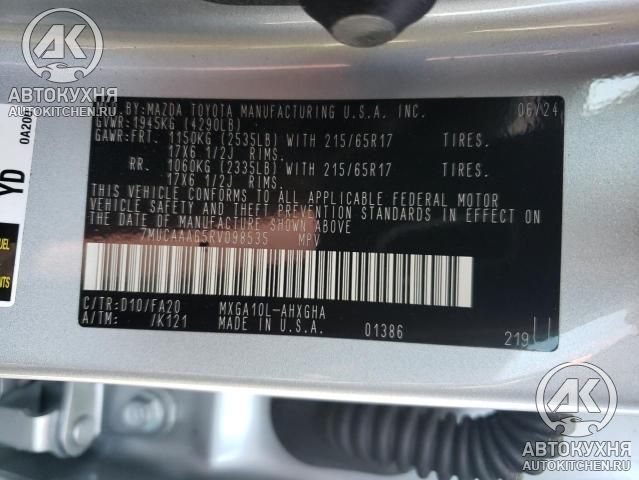 AK
АВТОКУХНЯ
AUTOKITCHEN.RU
0A20
YD
MFD. BY: MAZDA TOYOTA MANUFACTURING U.S.A. INC. 06/24
GVWR: 1945KG (4290LB)
GAWR: FRT. 1150KG (2535LB) WITH 215/65R17 TIRES.
17X6 1/2J RIMS.
RR. 1060KG (2335LB) WITH 215/65R17 TIRES.
17X6 1/2J RIMS.
THIS VEHICLE CONFORMS TO ALL APPLICABLE FEDERAL MOTOR
VEHICLE SAFETY AND THEFT PREVENTION STANDARDS IN EFFECT ON
THE DATE OF MANUFACTURE SHOWN ABOVE
7MUCAAAG5RV098535 MPV
C/TR: D10/FA20 MXGA10L-AHXGHA
A/TM: /K121 MADE IN U.S.A. 01386 219
AK
АВТОКУХНЯ
AUTOKITCHEN.RU